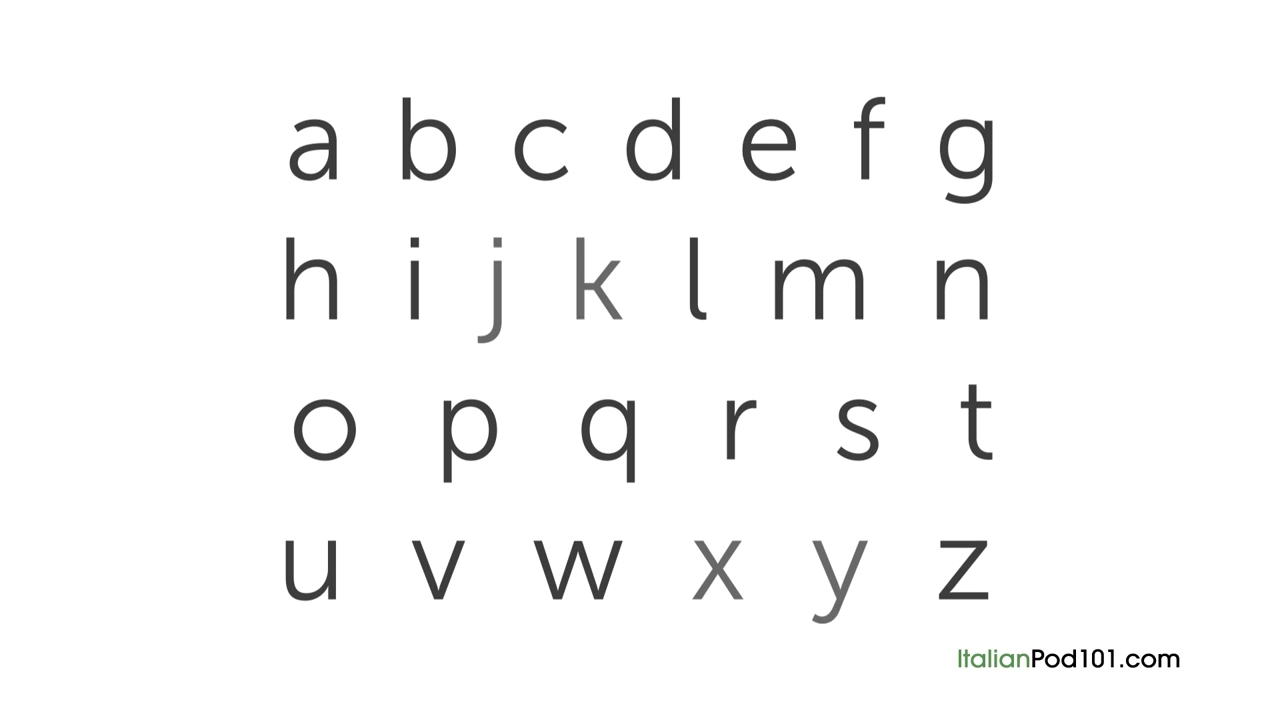 a b c d e f g
h i j k l m n
o p q r s t
u v w x y z
ItalianPod101.com